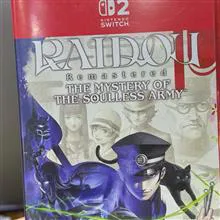 2
NINTENDO
SWITCH
RAIDOU
Remastered
THE MYSTERY OF
THE SOULLESS ARMY